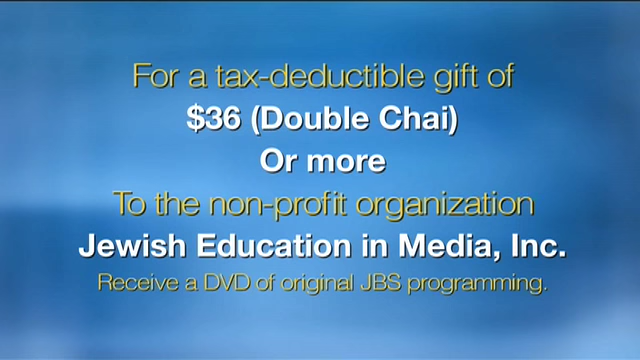 For a tax-deductible gift of
$36 (Double Chai)
Or more
To the non-profit organization
Jewish Education in Media, Inc.
Receive a DVD of original JBS programming.